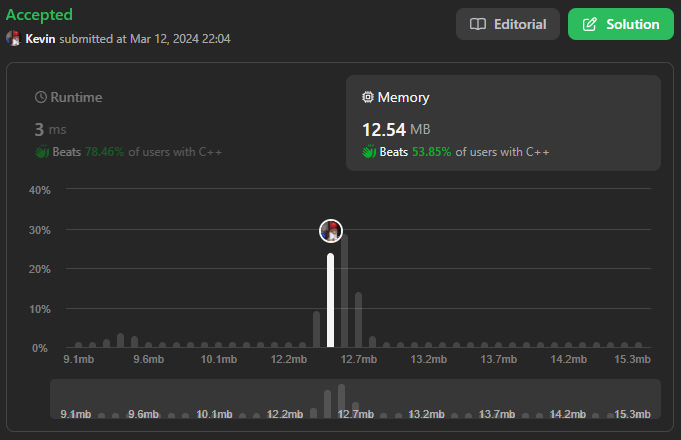 Accepted
Kevin submitted at Mar 12, 2024 22:04
Editorial
Solution
Runtime
3 ms
Beats 78.46% of users with C++
Memory
12.54 MB
Beats 53.85% of users with C++
40%
30%
20%
10%
0%
9.1mb 9.6mb 10.1mb 12.2mb 12.7mb 13.2mb 13.7mb 14.2mb 15.3mb
9.1mb 9.6mb 10.1mb 12.2mb 12.7mb 13.2mb 13.7mb 14.2mb 15.3mb